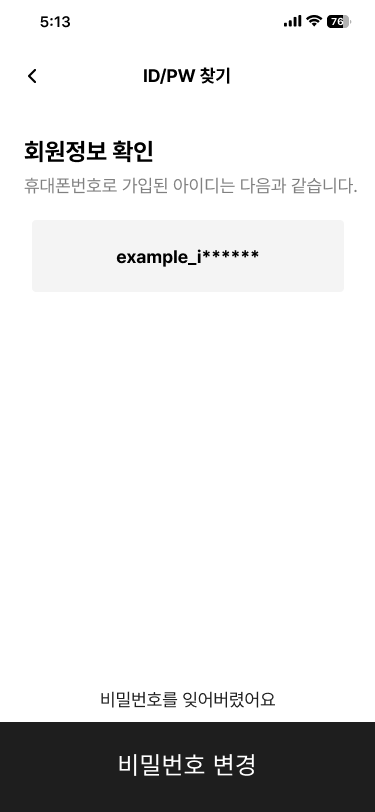 5:13
76
ID/PW 찾기
회원정보 확인
휴대폰번호로 가입된 아이디는 다음과 같습니다.
example_i******
비밀번호를 잊어버렸어요
비밀번호 변경